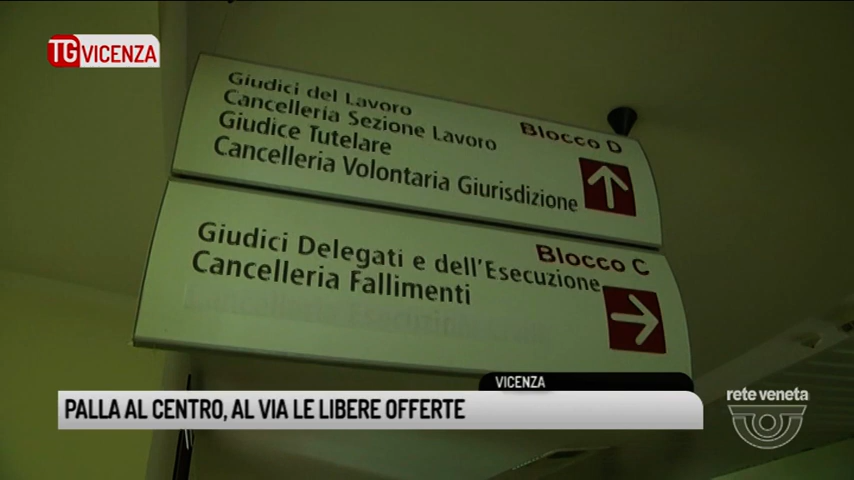 TG VICENZA
Giudici del Lavoro
Cancelleria Sezione Lavoro
Blocco D
Giudice Tutelare
Cancelleria Volontaria Giurisdizione
Giudici Delegati e dell'Esecuzione
Blocco C
Cancelleria Fallimenti
VICENZA
PALLA AL CENTRO, AL VIA LE LIBERE OFFERTE
rete veneta